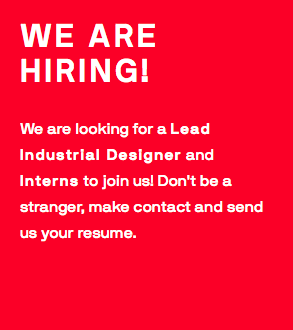 WE ARE
HIRING!
We are looking for a Lead
Industrial Designer and
Interns to join us! Don't be a
stranger, make contact and send
us your resume.